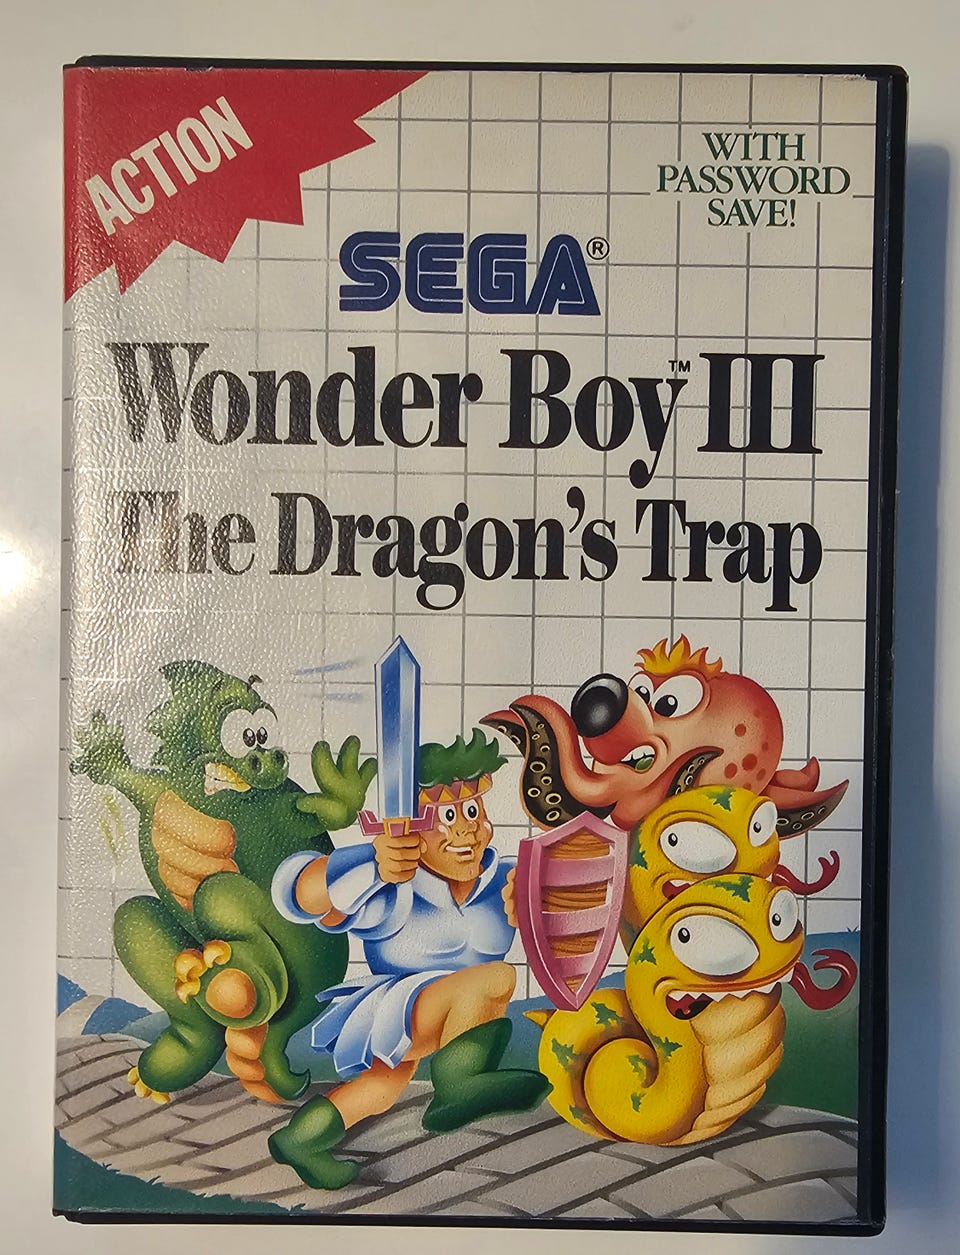 ACTION
WITH
PASSWORD
SAVE!
SEGA®
Wonder Boy™ III
The Dragon's Trap